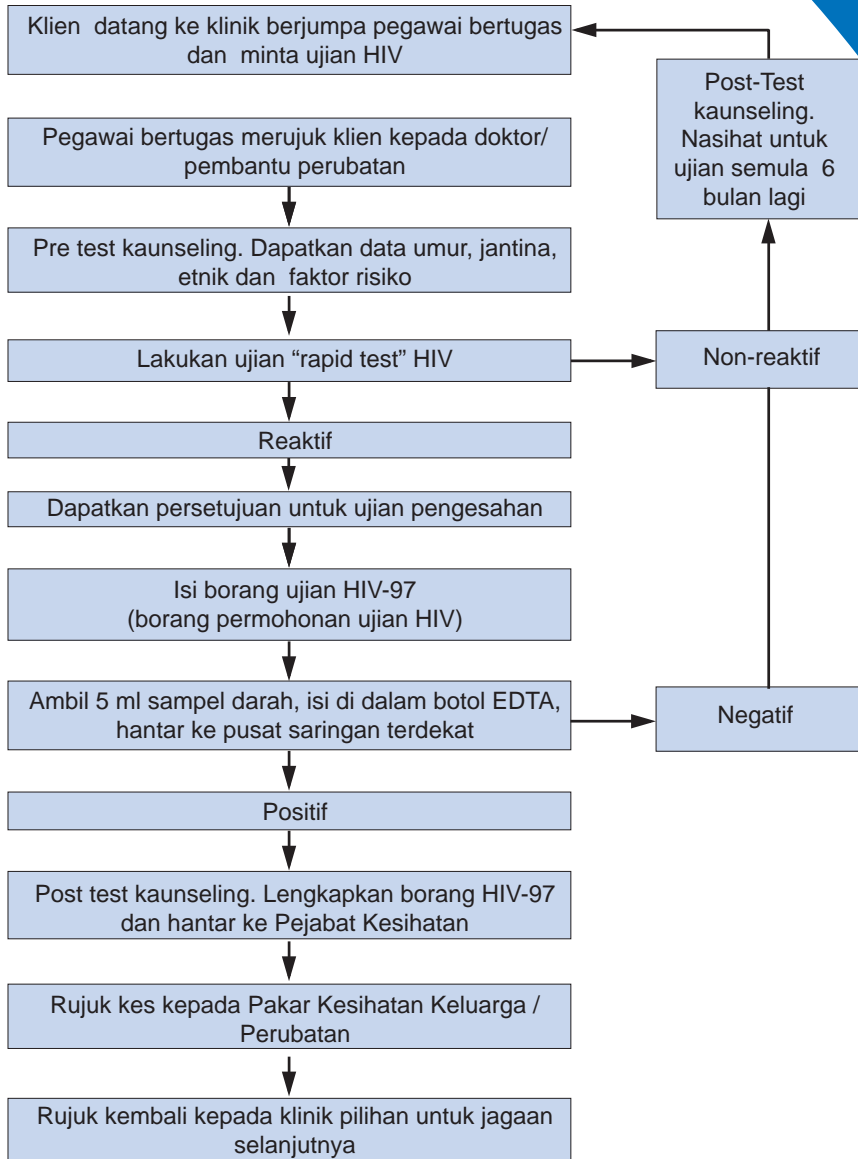 Klien datang ke klinik berjumpa pegawai bertugas
dan minta ujian HIV
Post-Test
kaunseling.
Nasihat untuk
ujian semula 6
bulan lagi
Pegawai bertugas merujuk klien kepada doktor/
pembantu perubatan
Pre test kaunseling. Dapatkan data umur, jantina,
etnik dan faktor risiko
Lakukan ujian “rapid test” HIV
Non-reaktif
Reaktif
Dapatkan persetujuan untuk ujian pengesahan
Isi borang ujian HIV-97
(borang permohonan ujian HIV)
Ambil 5 ml sampel darah, isi di dalam botol EDTA,
hantar ke pusat saringan terdekat
Negatif
Positif
Post test kaunseling. Lengkapkan borang HIV-97
dan hantar ke Pejabat Kesihatan
Rujuk kes kepada Pakar Kesihatan Keluarga /
Perubatan
Rujuk kembali kepada klinik pilihan untuk jagaan
selanjutnya